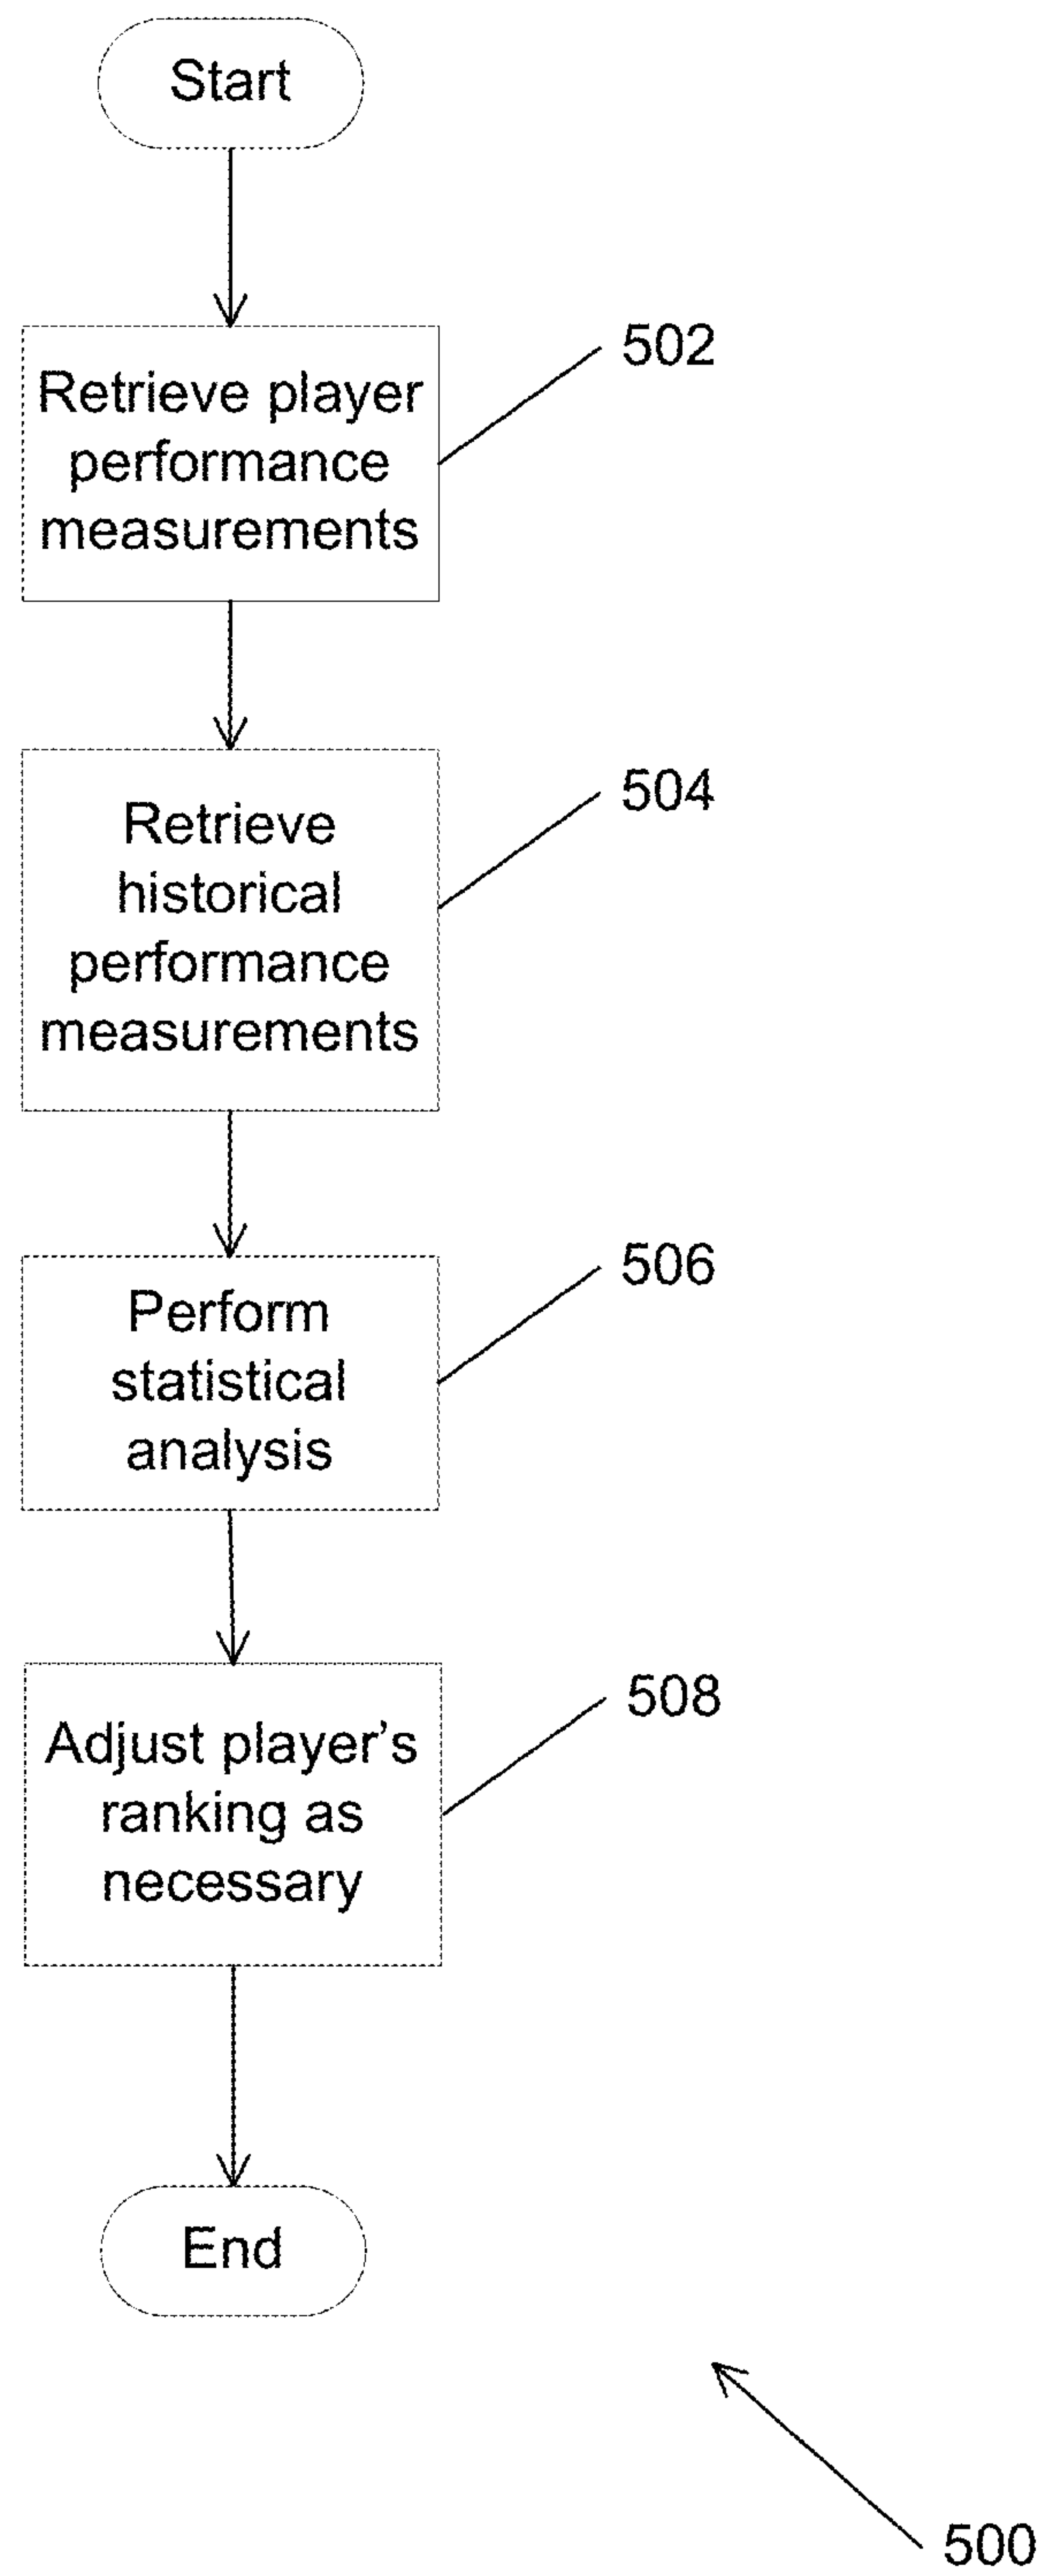 Start
Retrieve player
performance
measurements
502
Retrieve
historical
performance
measurements
504
Perform
statistical
analysis
506
Adjust player’s
ranking as
necessary
508
End
500